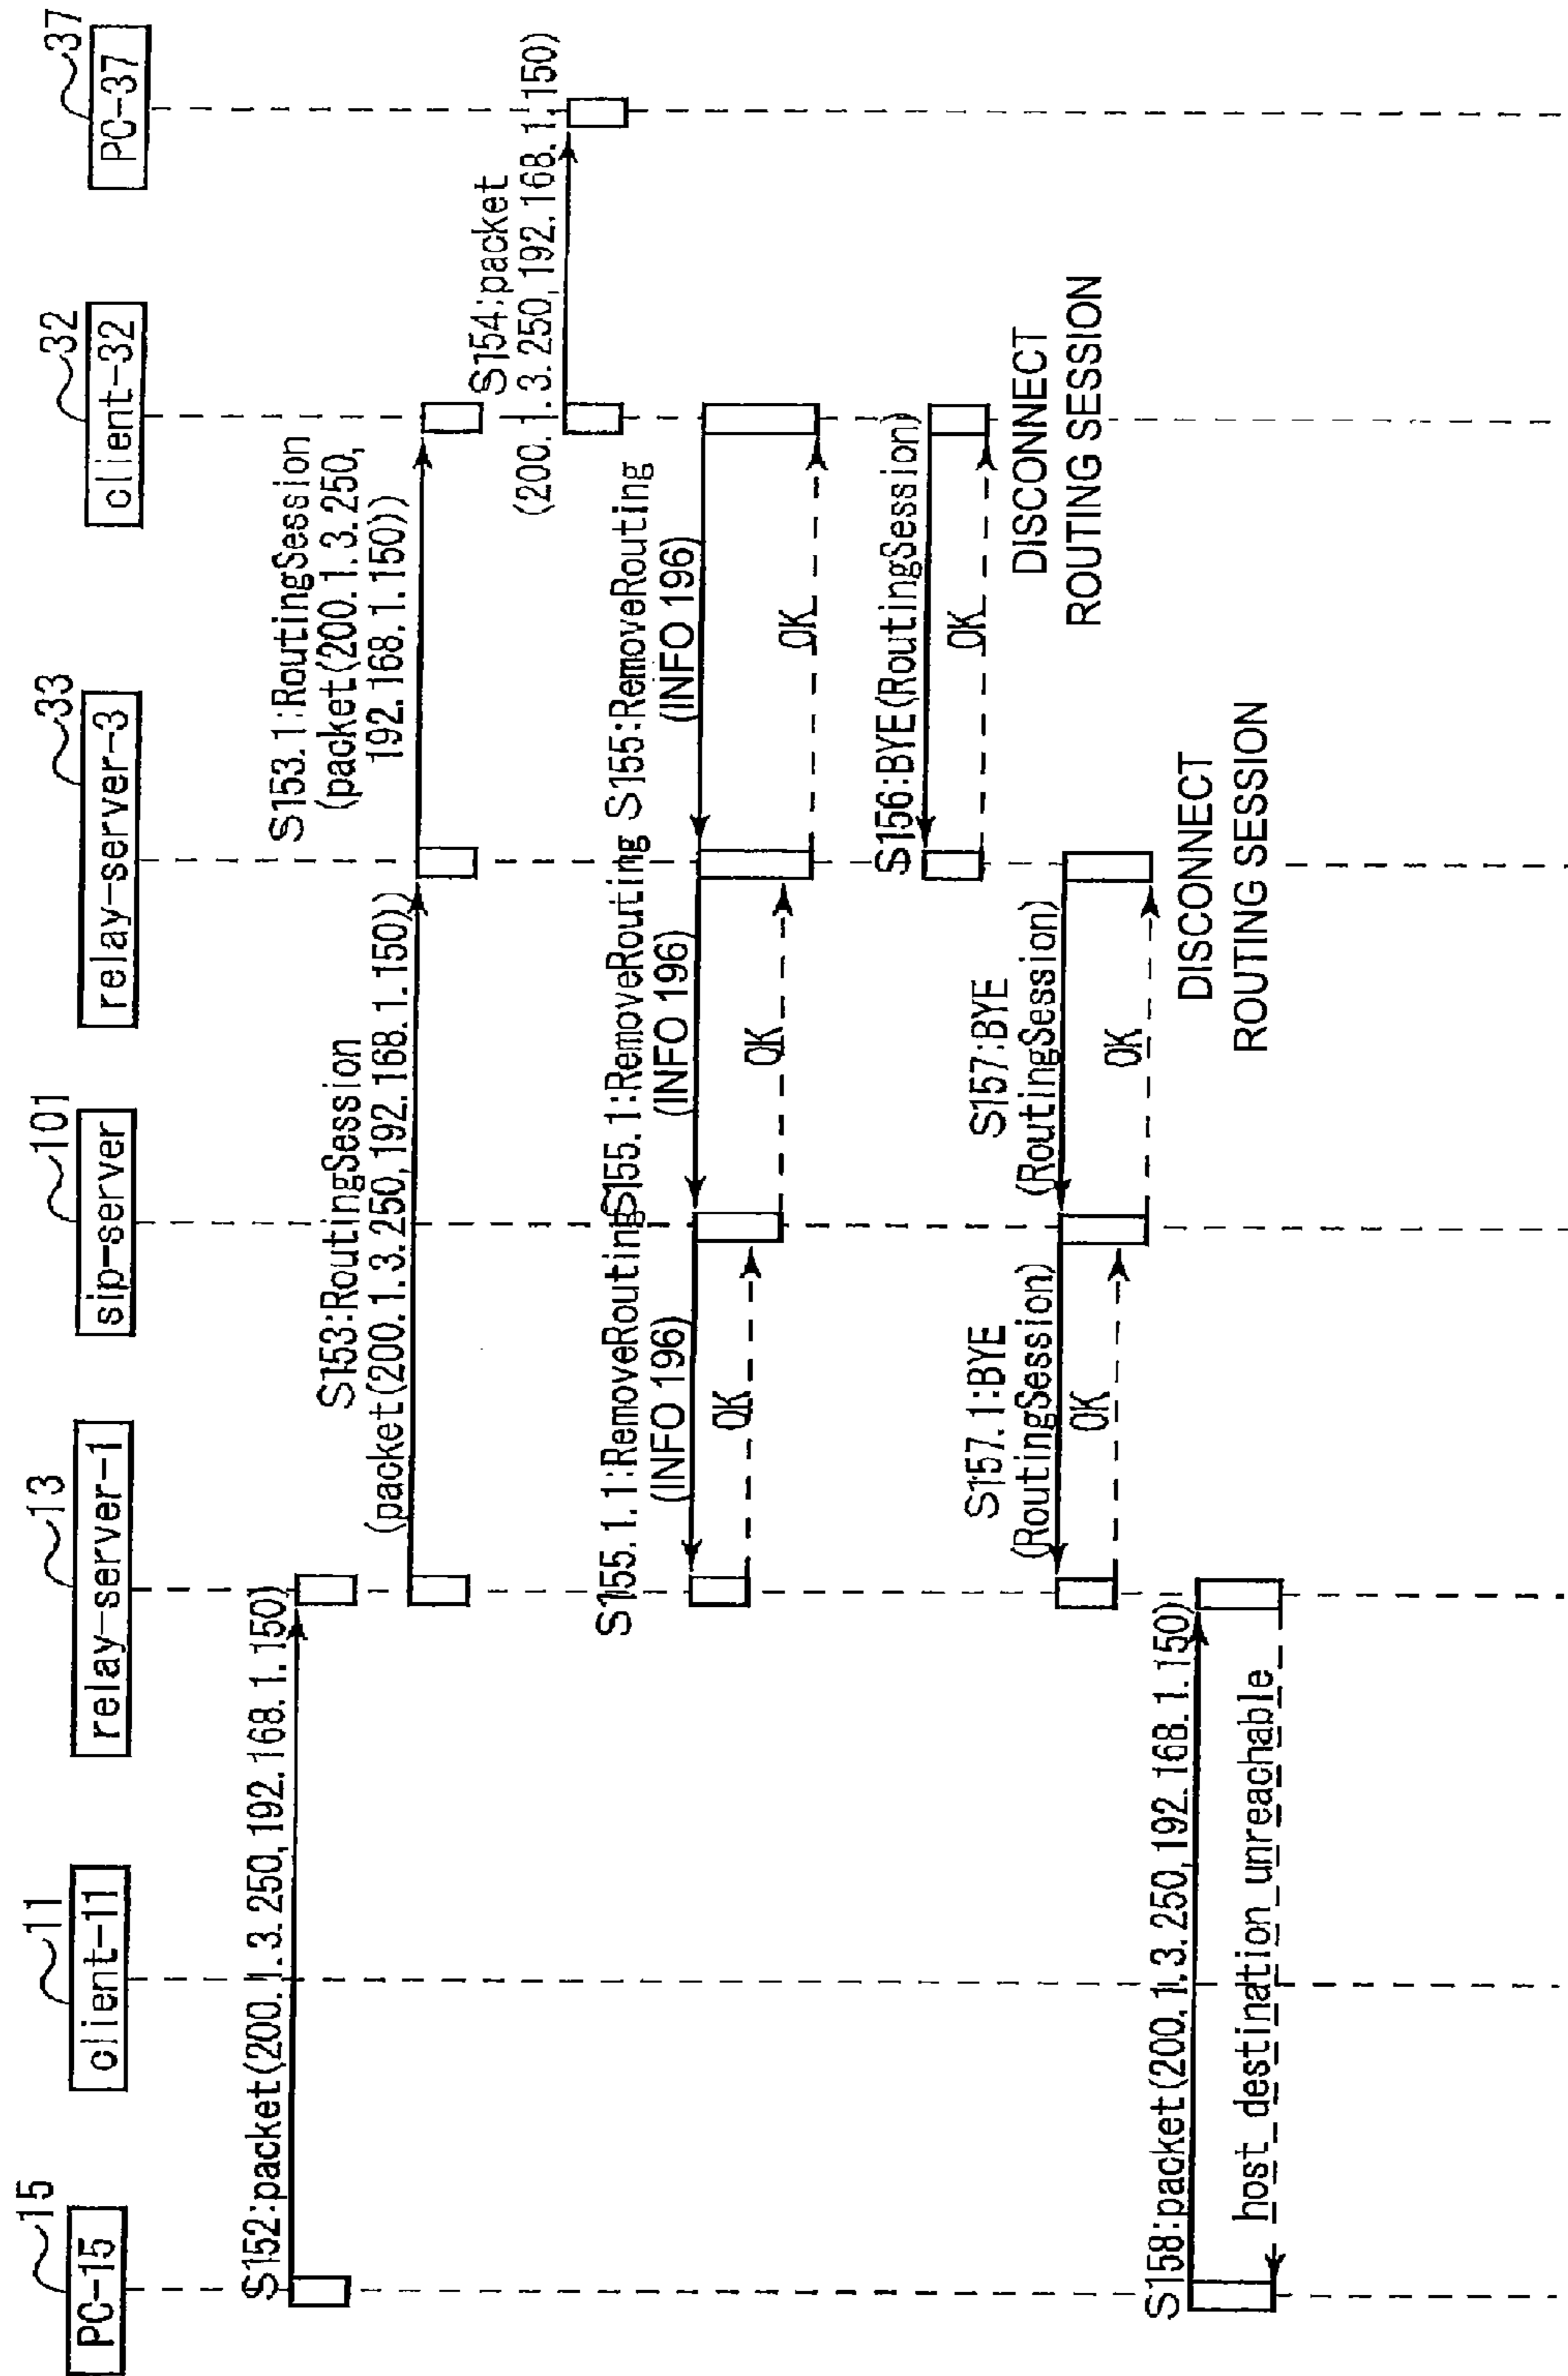 15
11
13
101
33
32
37
PC-15
client-11
relay-server-1
sip-server
relay-server-3
client-32
PC-37
S152:packet(200.1.3.250,192.168.1.150)
S153:RoutingSession
(packet(200.1.3.250,192.168.1.150))
S153.1:RoutingSession
(packet(200.1.3.250,
192.168.1.150))
S154:packet
(200.1.3.250,192.168.1.150)
S155:RemoveRouting
(INFO 196)
S155.1:RemoveRouting
(INFO 196)
S155.1.1:RemoveRouting
(INFO 196)
OK
OK
OK
S156:BYE(RoutingSession)
OK
DISCONNECT
ROUTING SESSION
S157:BYE
(RoutingSession)
S157.1:BYE
(RoutingSession)
OK
OK
DISCONNECT
ROUTING SESSION
S158:packet(200.1.3.250,192.168.1.150)
host destination unreachable